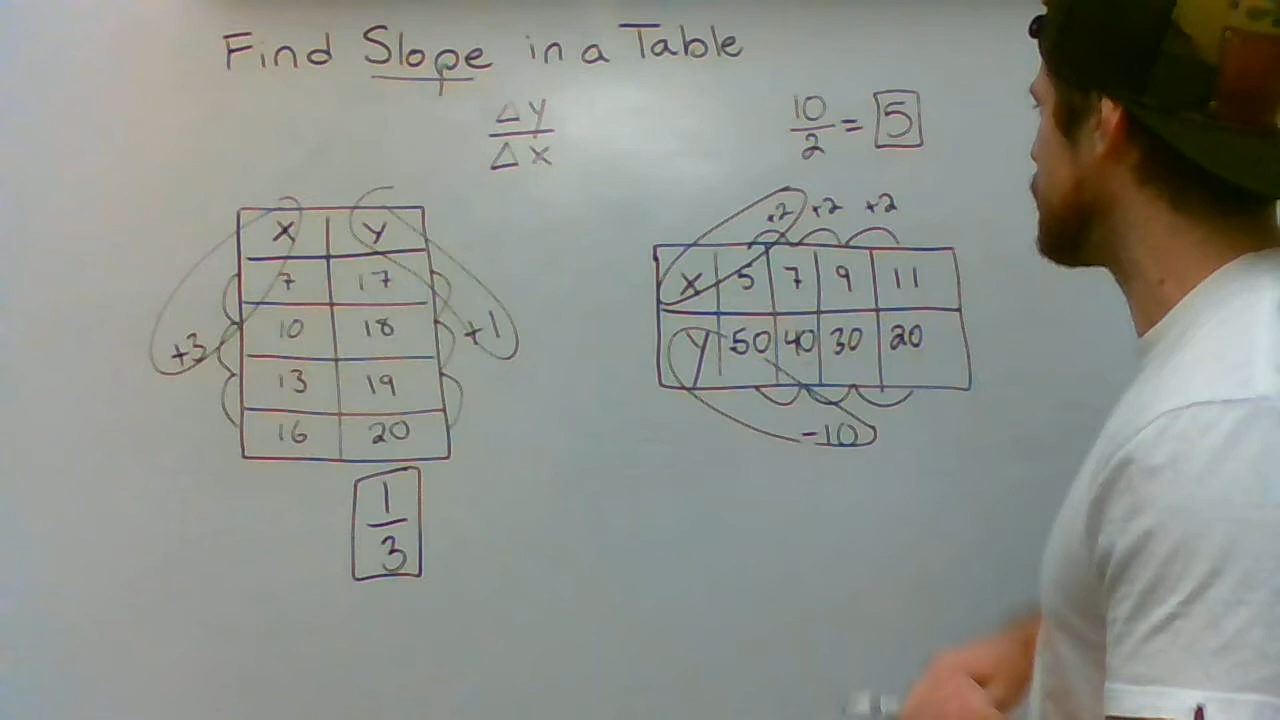 Find Slope in a Table
ΔY
ΔX
10
2 = 5
X Y
7 17
10 18
13 19
16 20
+3
+1
1
3
+2 +2 +2
X 5 7 9 11
Y 50 40 30 20
-10